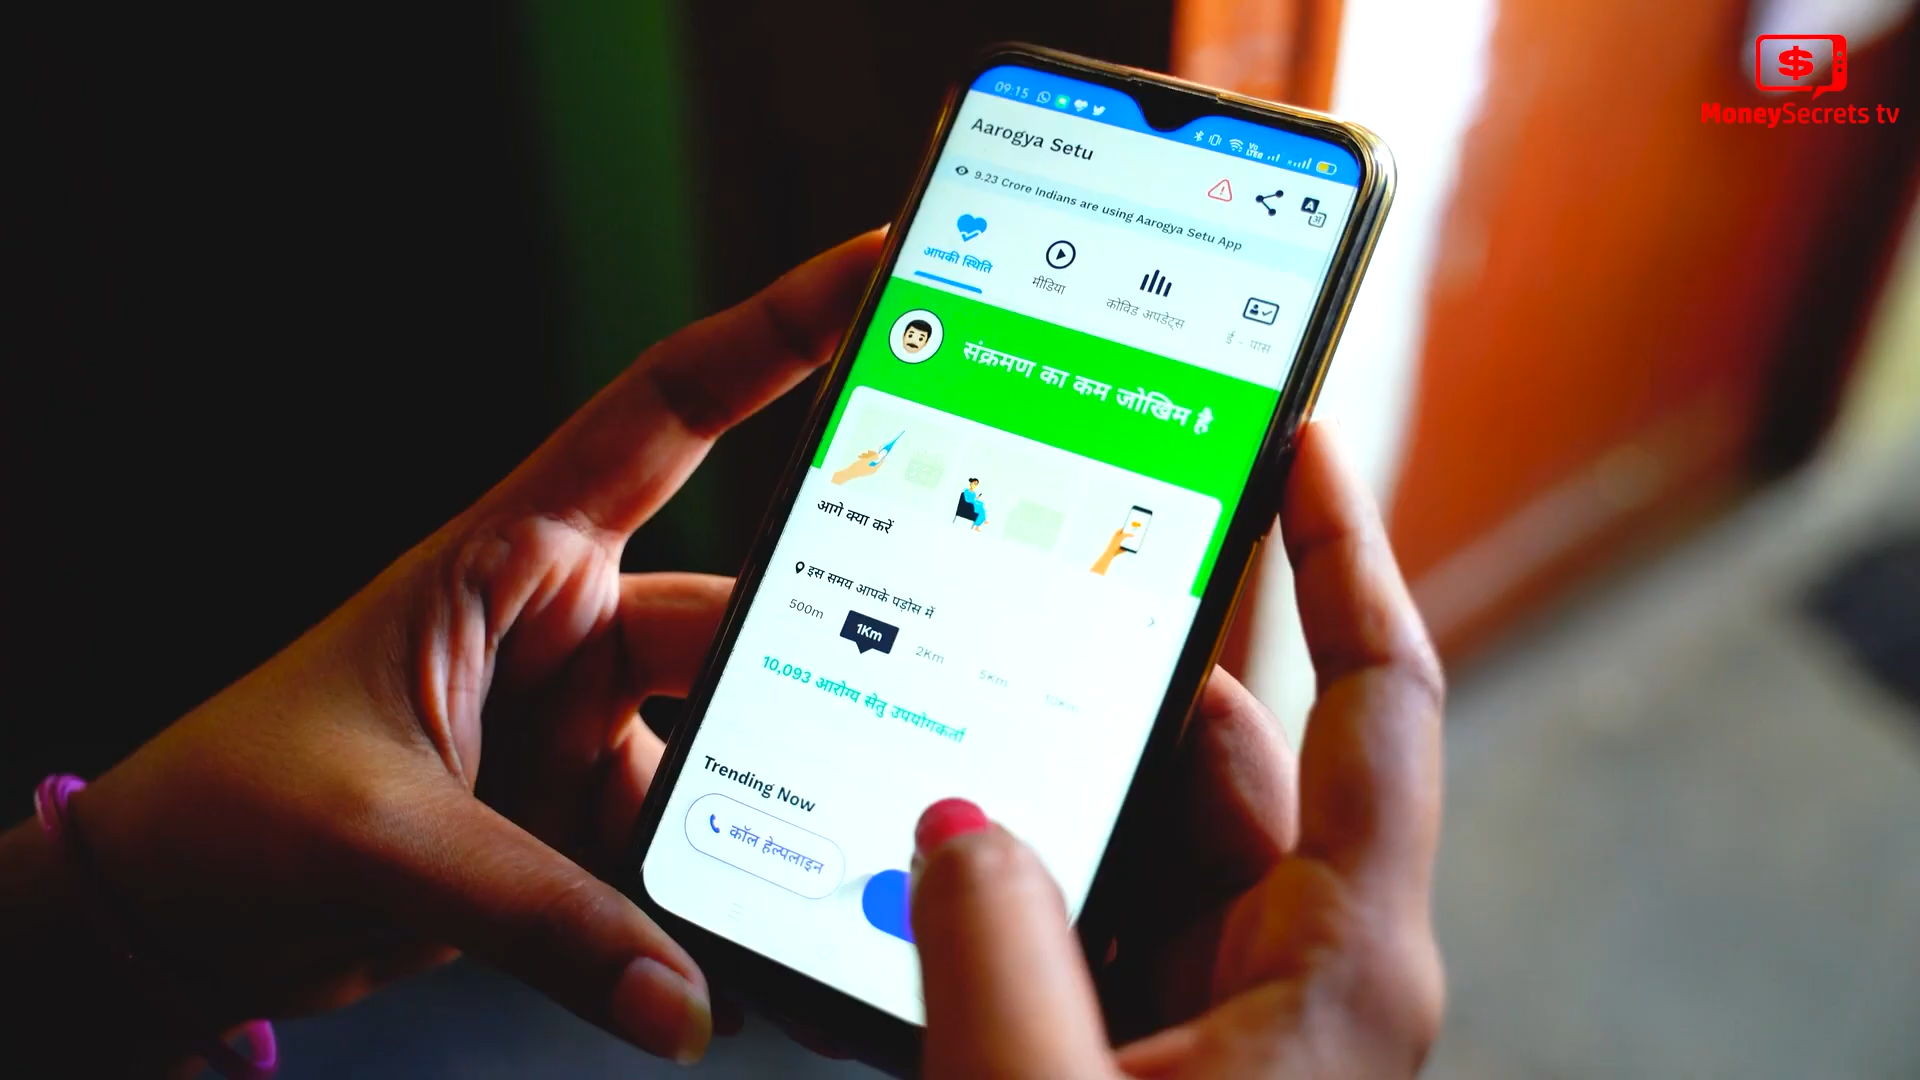 $
MoneySecrets tv
09:15
Aarogya Setu
9.23 Crore Indians are using Aarogya Setu App
आपकी स्थिति
मीडिया
कोविड अपडेट्स
ई - पास
संक्रमण का कम जोखिम है
आगे क्या करें
इस समय आपके पड़ोस में
500m
1Km
2Km
5Km
10Km
10,093 आरोग्य सेतु उपयोगकर्ता
Trending Now
कॉल हेल्पलाइन